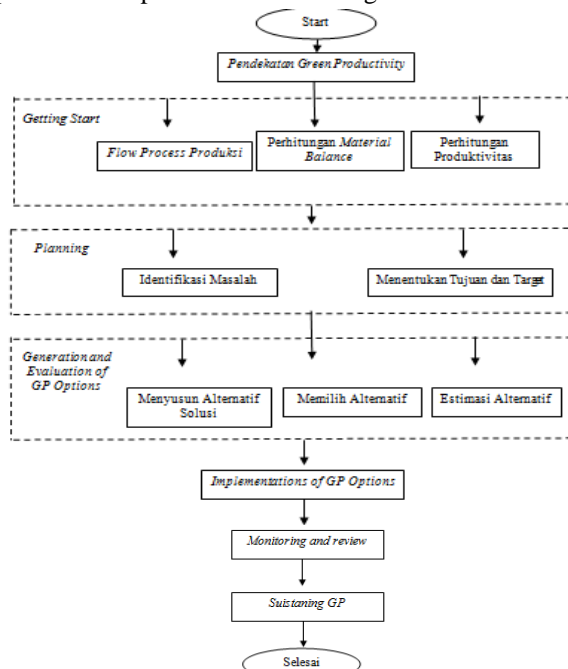 Start
Pendekatan Green Productivity
Getting Start
Flow Process Produksi
Perhitungan Material
Balance
Perhitungan
Produktivitas
Planning
Identifikasi Masalah
Menentukan Tujuan dan Target
Generation and
Evaluation of
GP Options
Menyusun Alternatif
Solusi
Memilih Alternatif
Estimasi Alternatif
Implementations of GP Options
Monitoring and review
Suistaning GP
Selesai